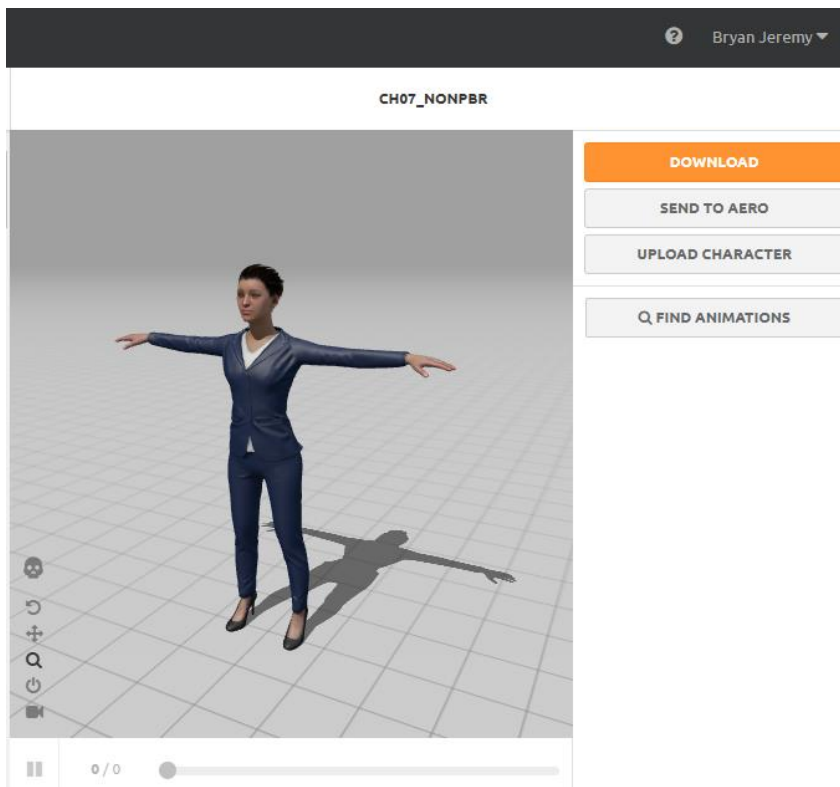 Bryan Jeremy
CH07_NONPBR
DOWNLOAD
SEND TO AERO
UPLOAD CHARACTER
FIND ANIMATIONS
0 / 0